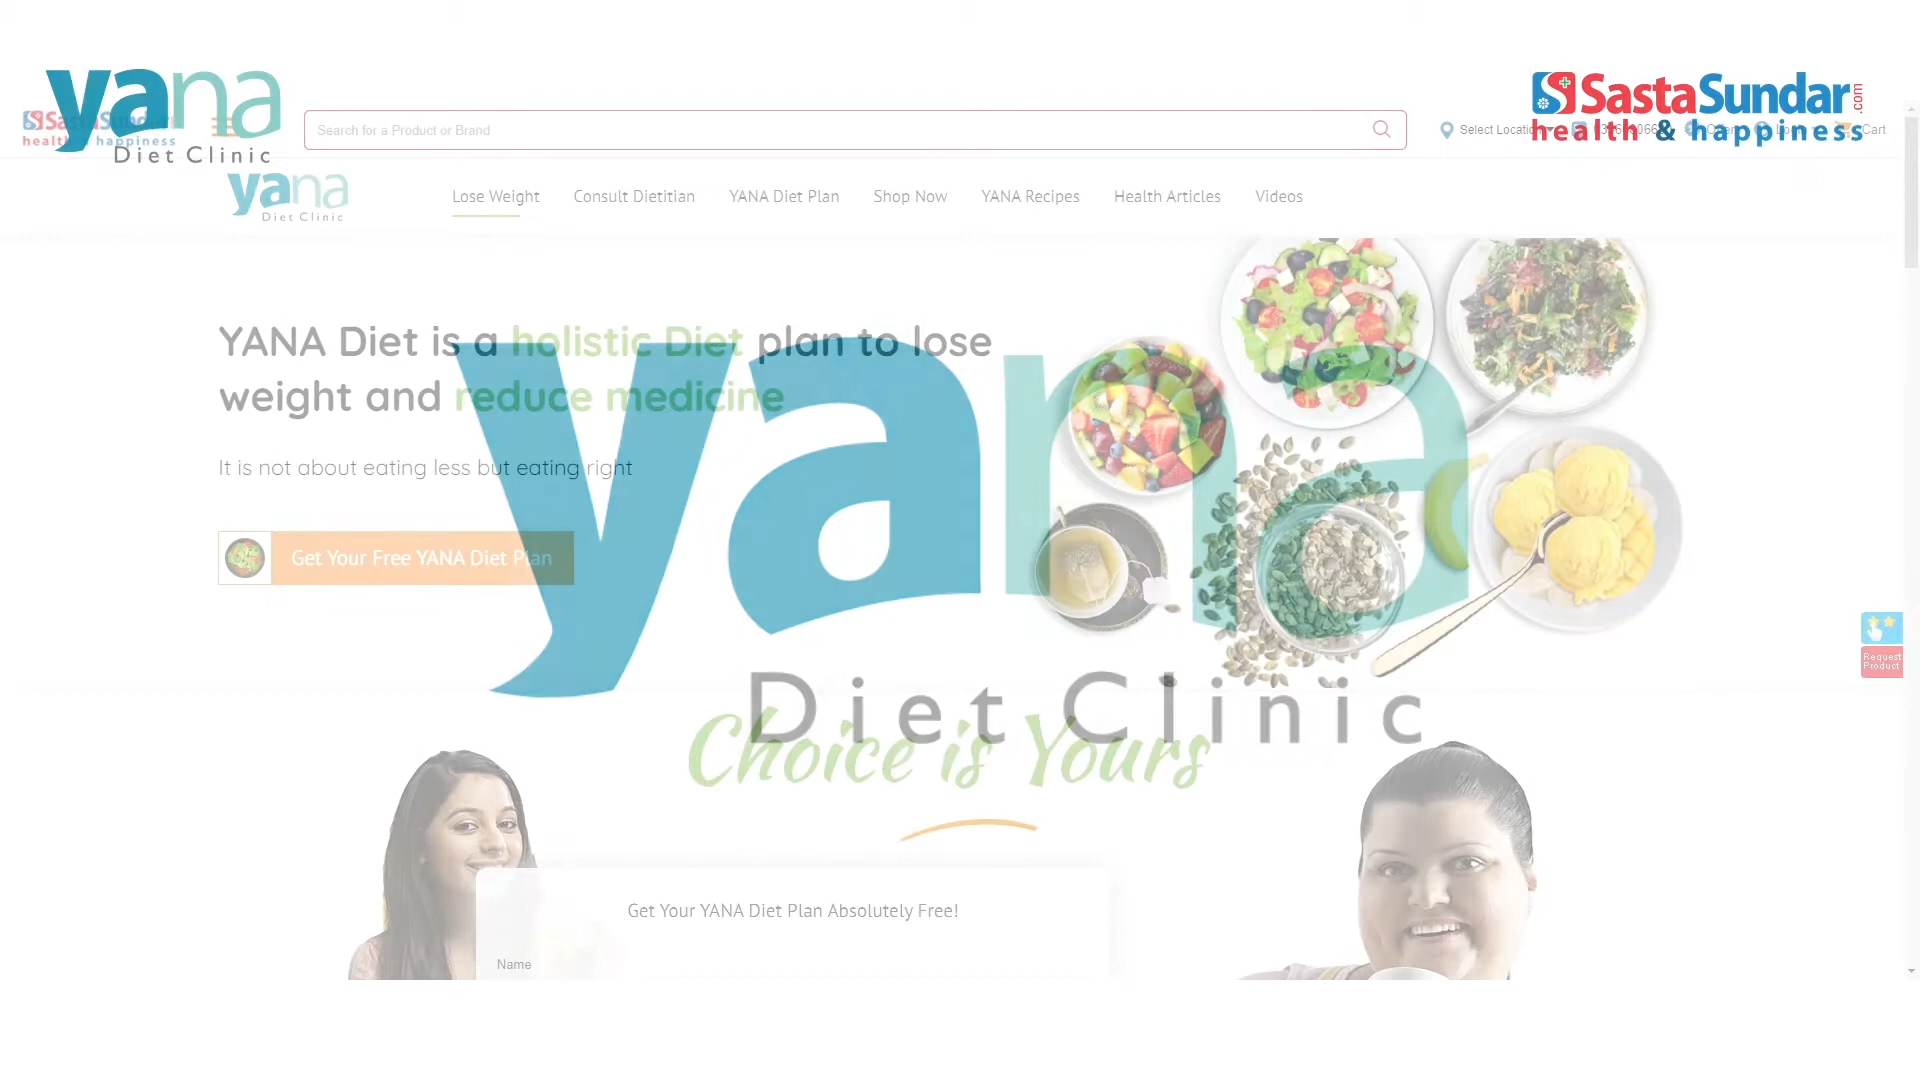 yana
Diet Clinic
SastaSundar.com
health & happiness
SastaSundar
health & happiness
Search for a Product or Brand
Select Location
Cart
yana
Diet Clinic
Lose Weight
Consult Dietitian
YANA Diet Plan
Shop Now
YANA Recipes
Health Articles
Videos
YANA Diet is a holistic Diet plan to lose
weight and reduce medicine
It is not about eating less but eating right
Get Your Free YANA Diet Plan
yana
Diet Clinic
Request
Product
Choice is Yours
Get Your YANA Diet Plan Absolutely Free!
Name